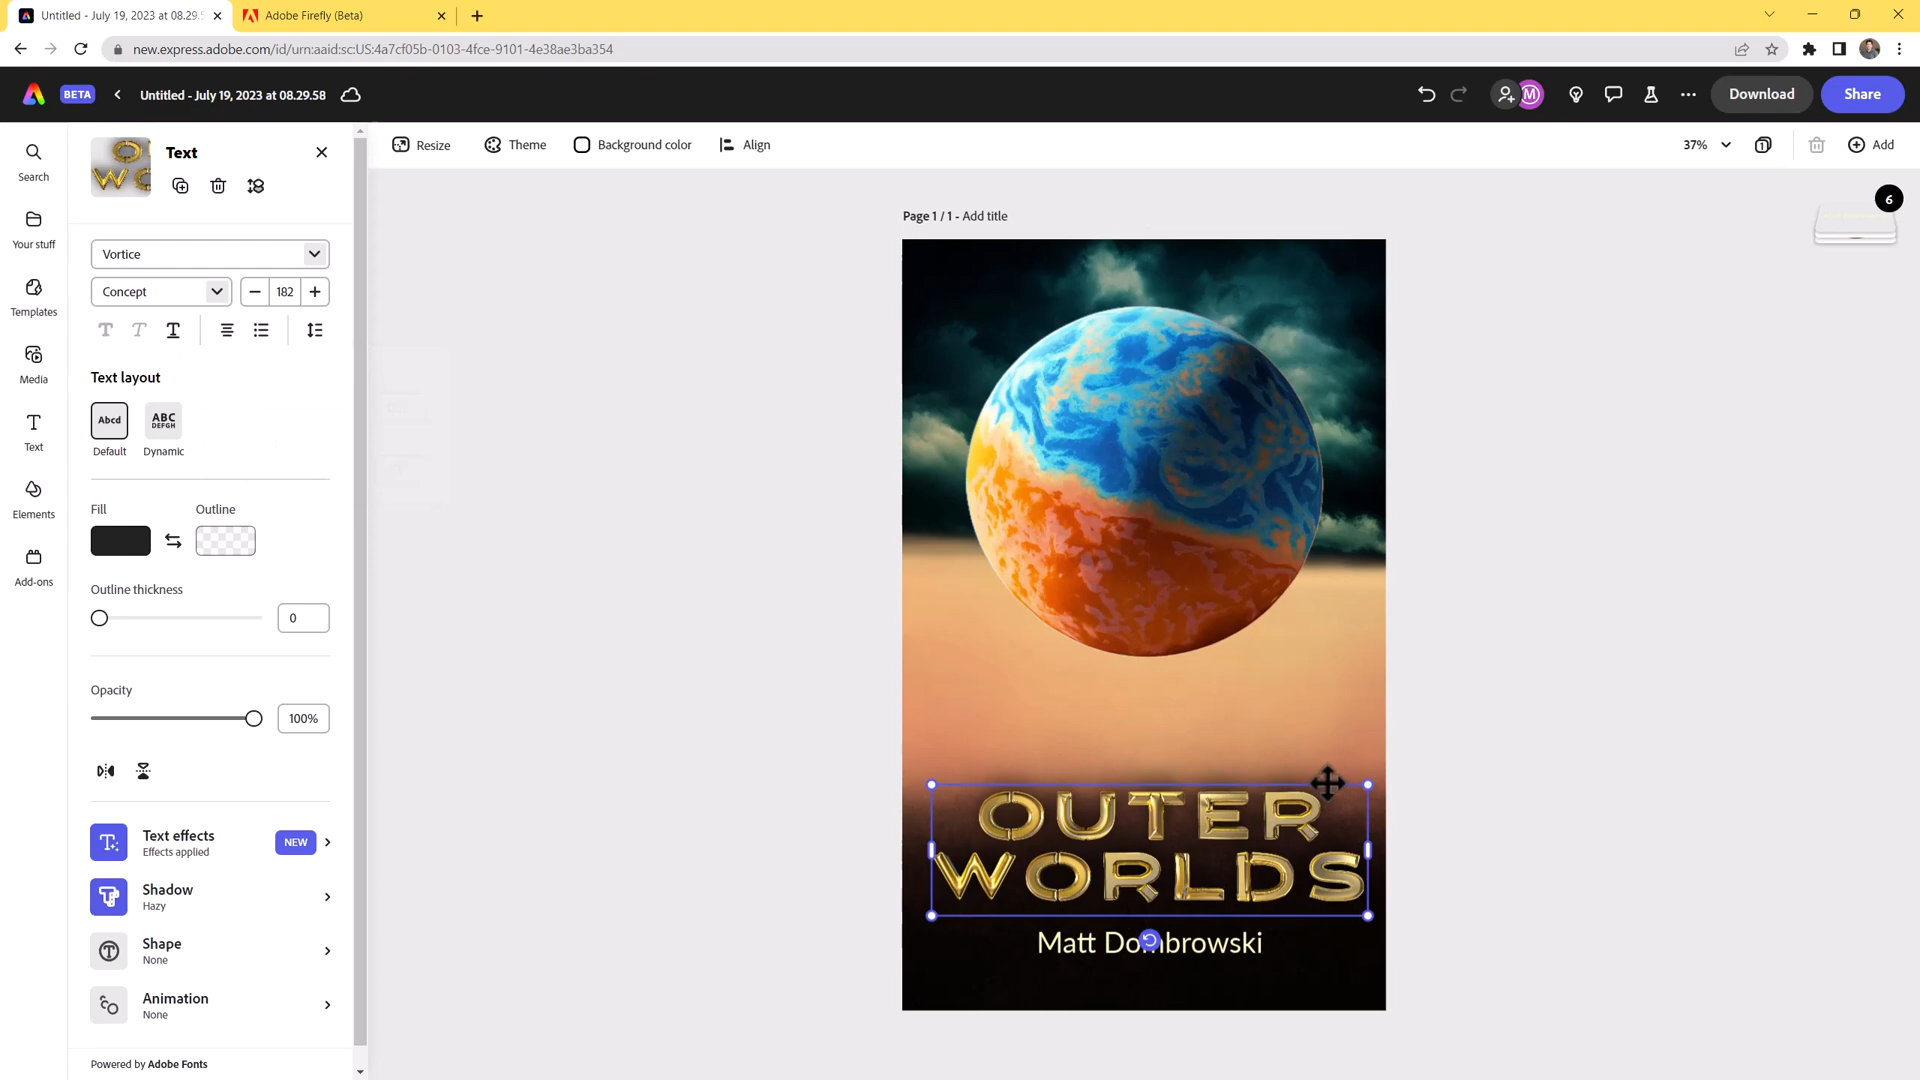 Untitled - July 19, 2023 at 08.29.5
Adobe Firefly (Beta)
new.express.adobe.com/id/urn:aaid:sc:US:4a7cf05b-0103-4fce-9101-4e38ae3ba354
BETA
Untitled - July 19, 2023 at 08.29.58
M
Download
Share
Search
Your stuff
Templates
Media
Text
Elements
Add-ons
Text
Vortice
Concept
182
Text layout
Abcd
ABC
DEFGH
Default
Dynamic
Fill
Outline
Outline thickness
0
Opacity
100%
Text effects
Effects applied
NEW
Shadow
Hazy
Shape
None
Animation
None
Powered by Adobe Fonts
Resize
Theme
Background color
Align
37%
1
Add
6
Page 1 / 1 - Add title
OUTER
WORLDS
Matt Dombrowski